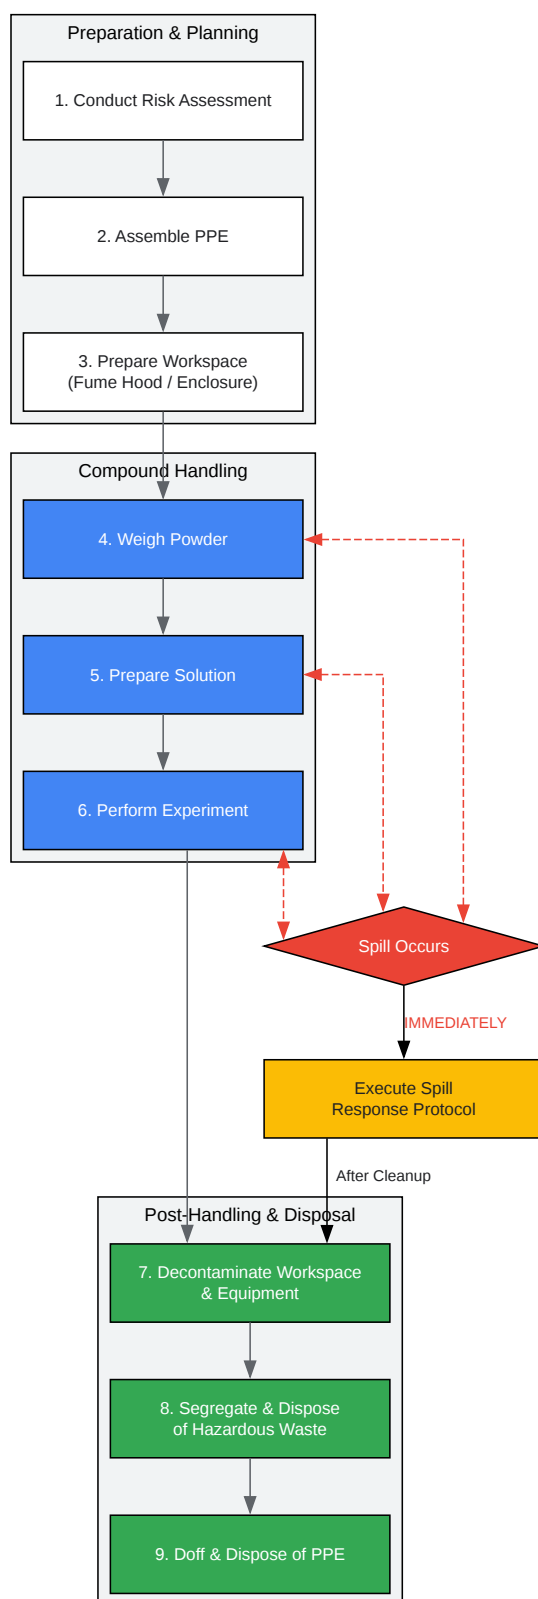 Preparation & Planning
1. Conduct Risk Assessment
2. Assemble PPE
3. Prepare Workspace
(Fume Hood / Enclosure)
Compound Handling
4. Weigh Powder
5. Prepare Solution
6. Perform Experiment
Spill Occurs
IMMEDIATELY
Execute Spill
Response Protocol
After Cleanup
Post-Handling & Disposal
7. Decontaminate Workspace
& Equipment
8. Segregate & Dispose
of Hazardous Waste
9. Doff & Dispose of PPE